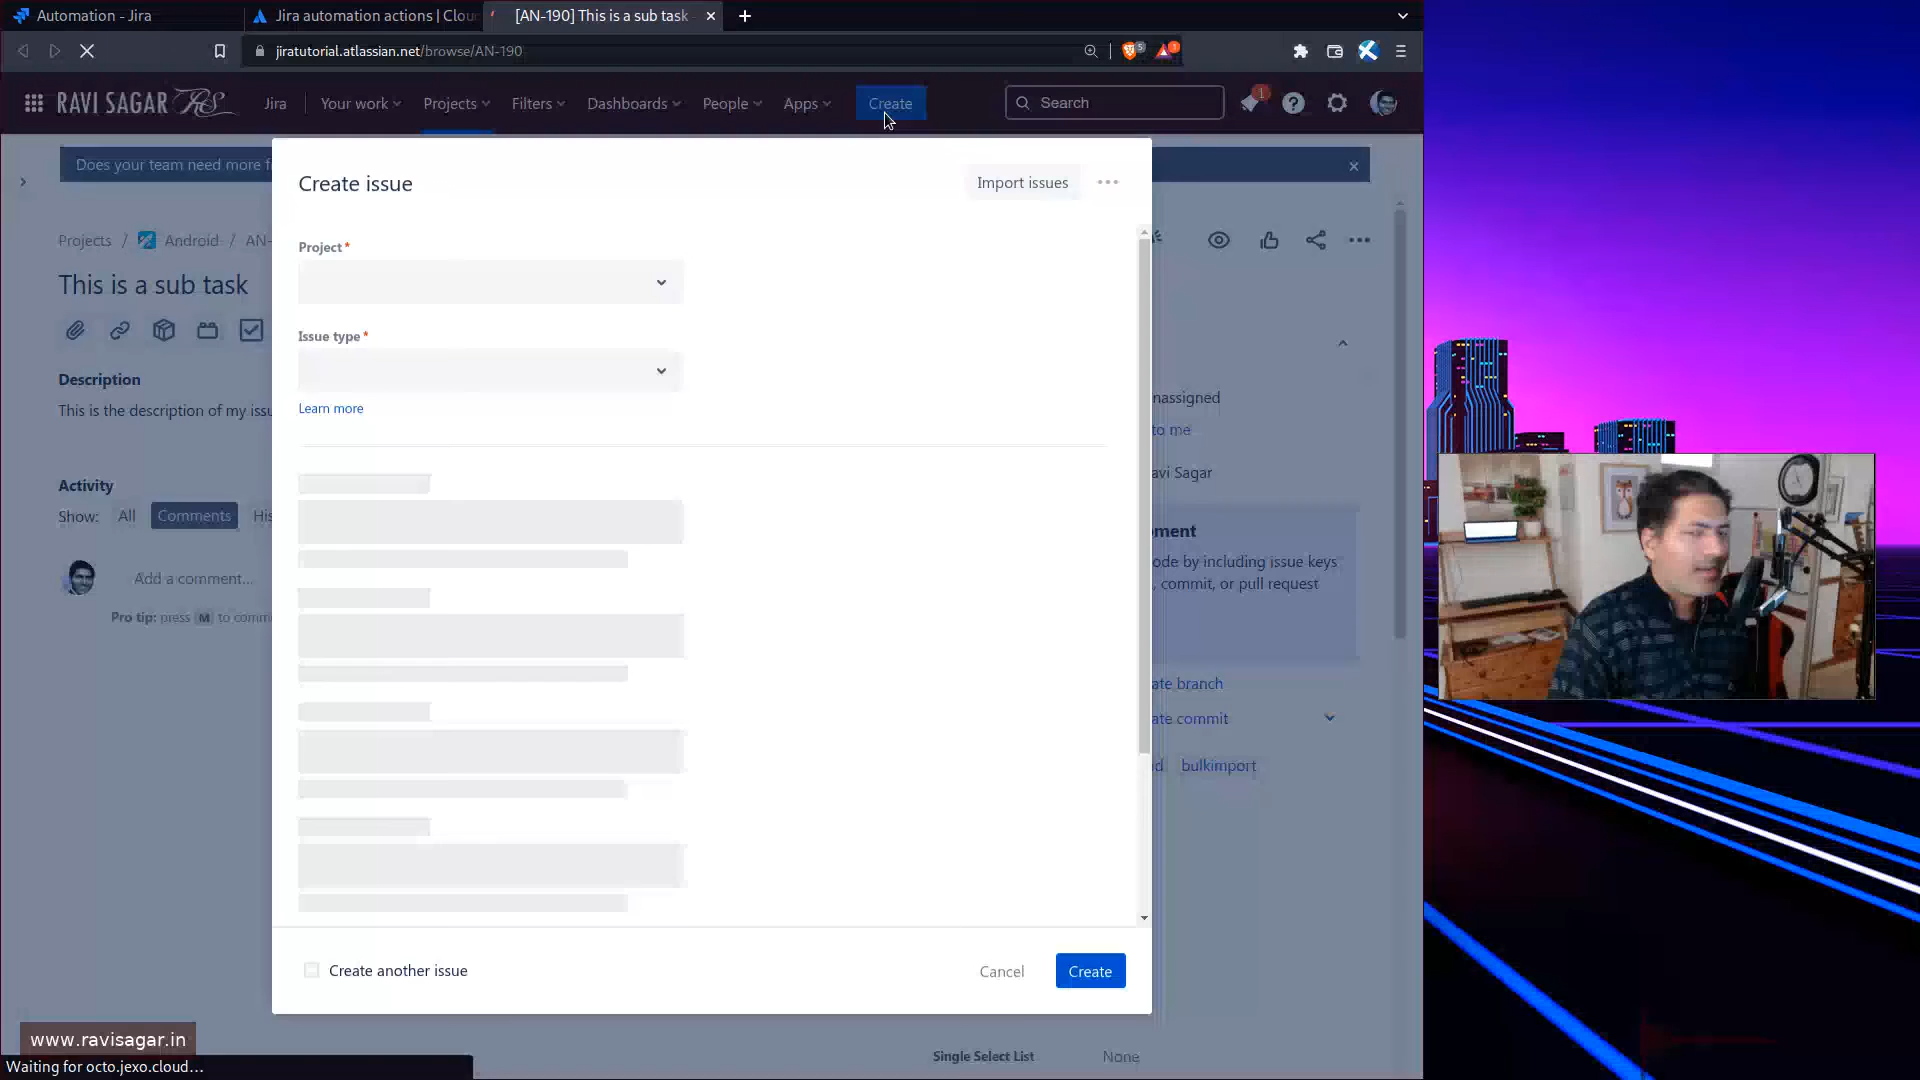 Automation - Jira
Jira automation actions | Clou
[AN-190] This is a sub task
jiratutorial.atlassian.net/browse/AN-190
5
1
RAVI SAGAR RS
Jira
Your work
Projects
Filters
Dashboards
People
Apps
Create
Search
1
Does your team need more f
Create issue
Import issues
Projects / Android / AN-
Project *
This is a sub task
Issue type *
Description
This is the description of my issu
Learn more
nassigned
to me
avi Sagar
Activity
Show: All Comments His
Add a comment...
Pro tip: press M to comm
ment
ode by including issue keys
, commit, or pull request
ate branch
ate commit
d bulkimport
Create another issue
Cancel
Create
www.ravisagar.in
Waiting for octo.jexo.cloud...
Single Select List
None